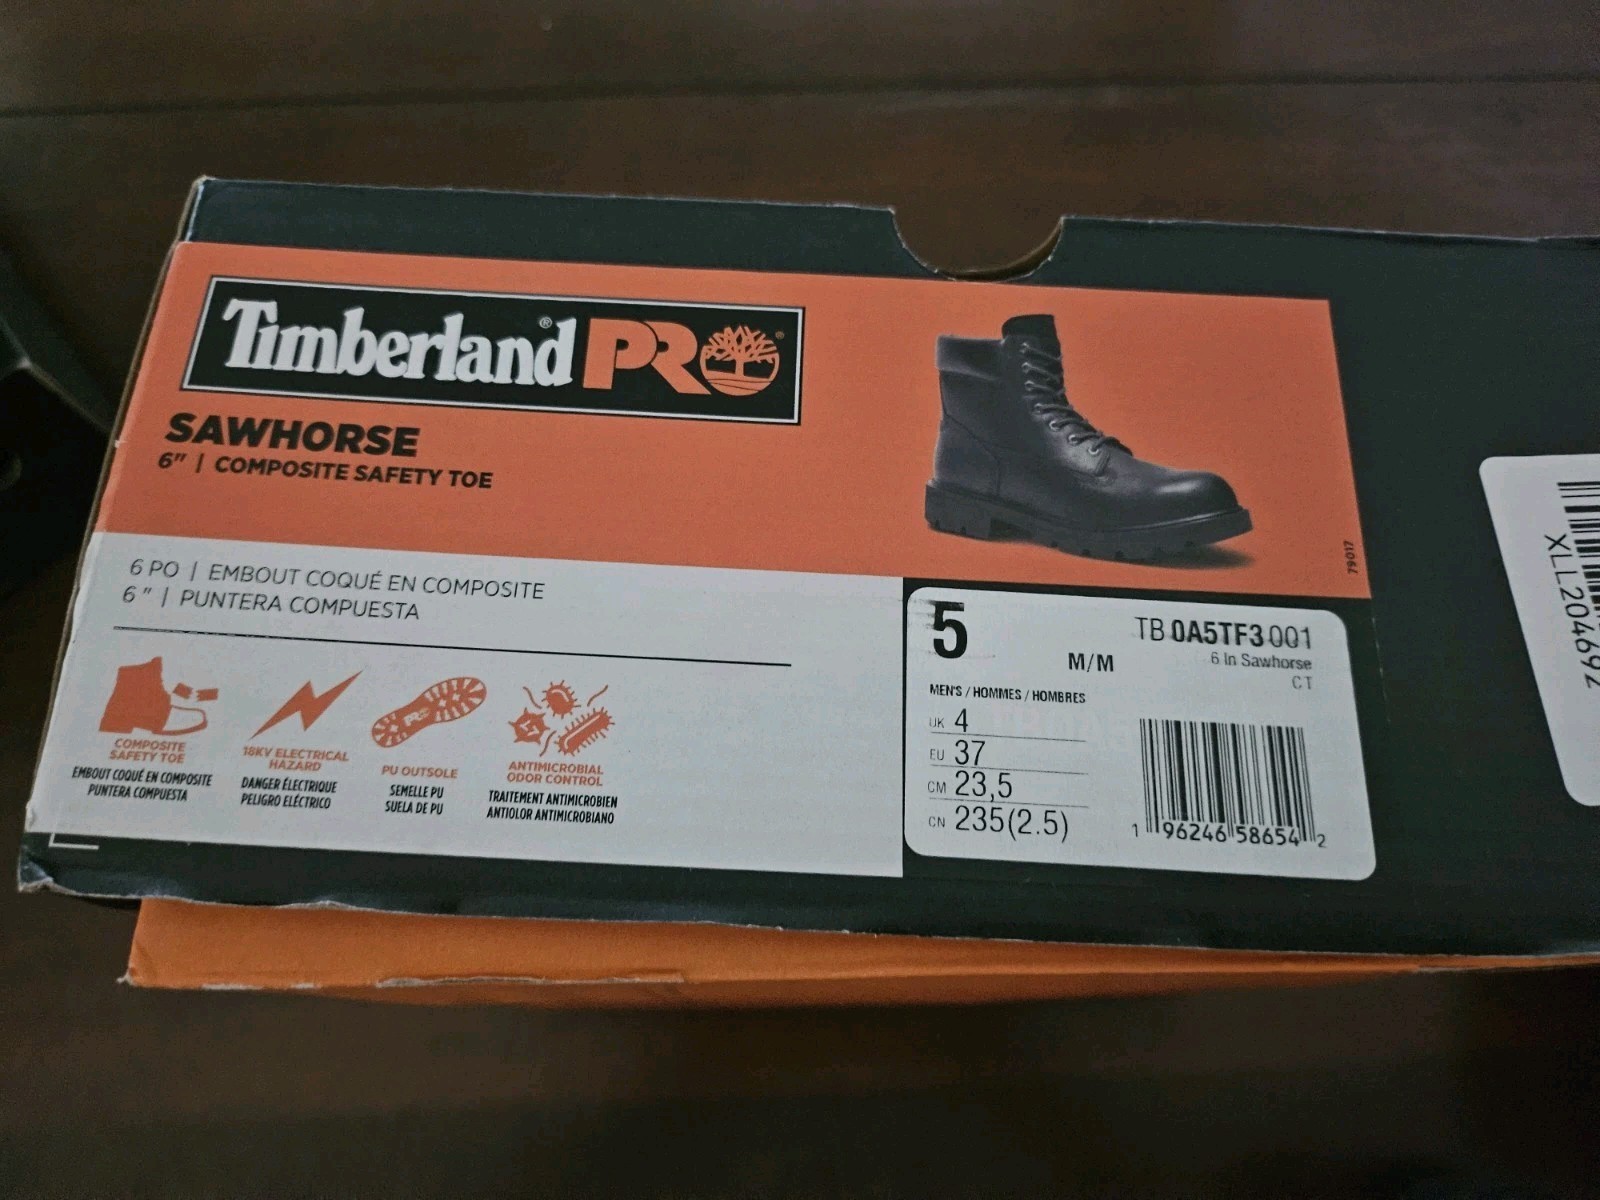 Timberland® PRO®
SAWHORSE
6" | COMPOSITE SAFETY TOE
6 PO | EMBOUT COQUÉ EN COMPOSITE
6 " | PUNTERA COMPUESTA
COMPOSITE
SAFETY TOE
EMBOUT COQUÉ EN COMPOSITE
PUNTERA COMPUESTA
18KV ELECTRICAL
HAZARD
DANGER ÉLECTRIQUE
PELIGRO ELÉCTRICO
PRO
PU OUTSOLE
SEMELLE PU
SUELA DE PU
ANTIMICROBIAL
ODOR CONTROL
TRAITEMENT ANTIMICROBIEN
ANTIOLOR ANTIMICROBIANO
79017
5
M/M
TB 0A5TF3 001
6 In Sawhorse
CT
MEN'S / HOMMES / HOMBRES
UK 4
EU 37
CM 23,5
CN 235(2.5)
1 96246 58654 2
XLL204692